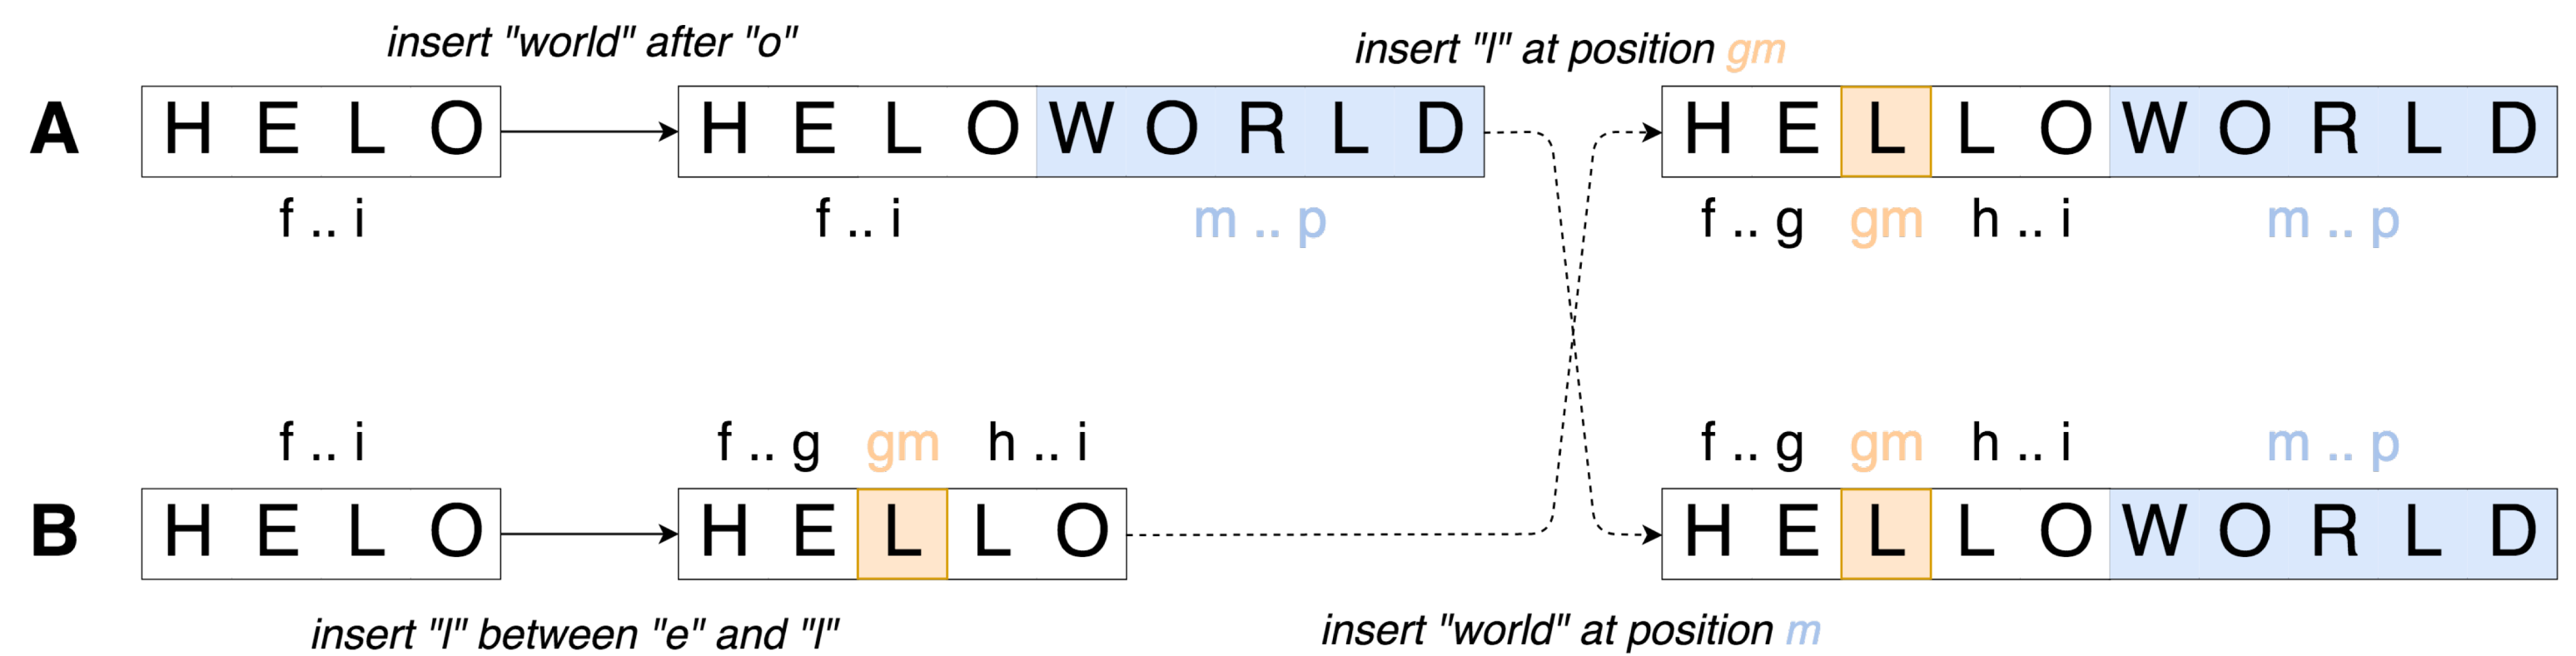 insert "world" after "o"
insert "l" at position gm
A
H E L O
H E L O W O R L D
H E L L O W O R L D
f .. i
f .. i
m .. p
f .. g
gm
h .. i
m .. p
f .. i
f .. g
gm
h .. i
f .. g
gm
h .. i
m .. p
B
H E L O
H E L L O
H E L L O W O R L D
insert "l" between "e" and "l"
insert "world" at position m